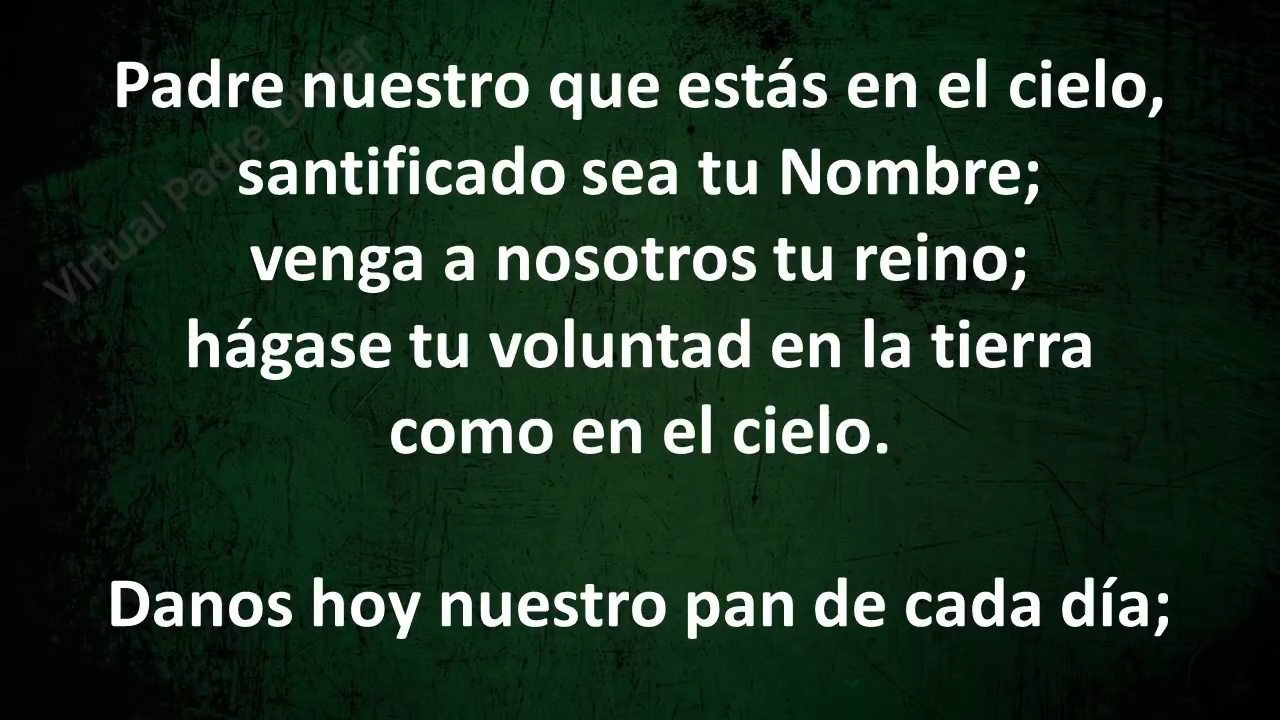 Padre nuestro que estás en el cielo,
santificado sea tu Nombre;
venga a nosotros tu reino;
hágase tu voluntad en la tierra
como en el cielo.
Danos hoy nuestro pan de cada día;
Virtual Padre